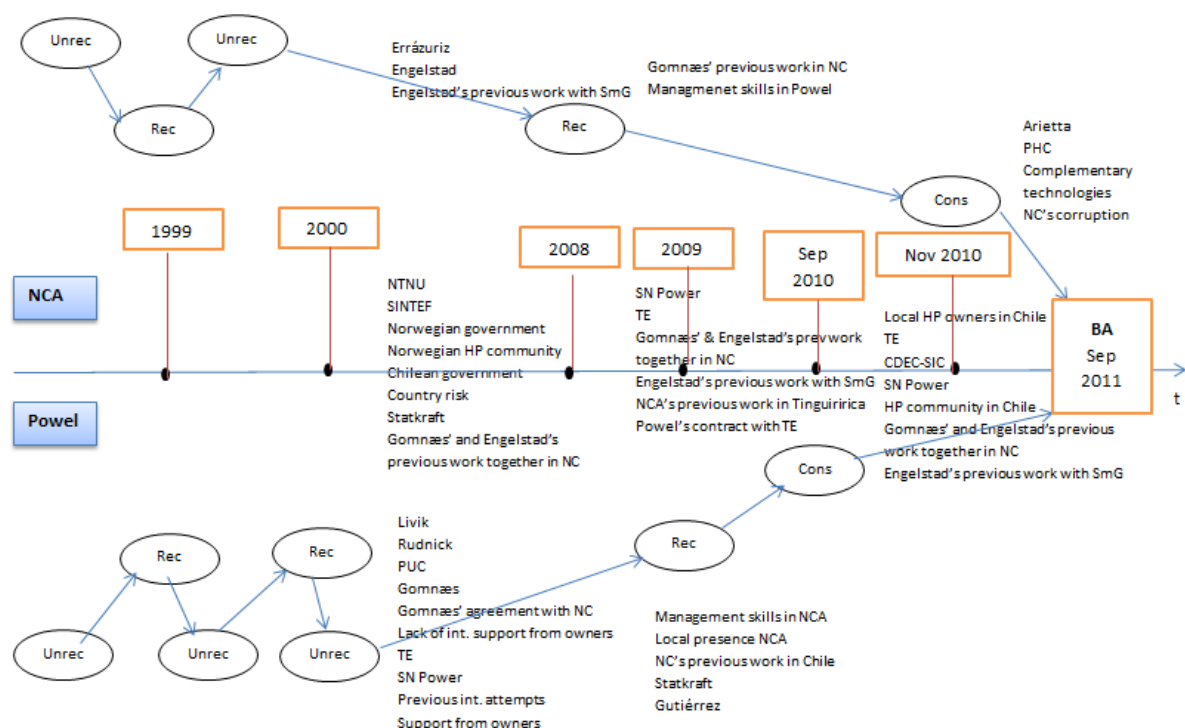 Unrec
Unrec
Rec
Errázuriz
Engelstad
Engelstad's previous work with SmG
Gomnæs' previous work in NC
Managmenet skills in Powel
Rec
Cons
Arietta
PHC
Complementary
technologies
NC's corruption
1999
2000
2008
2009
Sep
2010
Nov 2010
NCA
Powel
NTNU
SINTEF
Norwegian government
Norwegian HP community
Chilean government
Country risk
Statkraft
Gomnæs' and Engelstad's
previous work together in NC
SN Power
TE
Gomnæs' & Engelstad's prevwork
together in NC
Engelstad's previous work with SmG
NCA's previous work in Tinguiririca
Powel's contract with TE
Local HP owners in Chile
TE
CDEC-SIC
SN Power
HP community in Chile
Gomnæs' and Engelstad's previous
work together in NC
Engelstad's previous work with SmG
BA
Sep
2011
t
Cons
Rec
Rec
Rec
Unrec
Unrec
Unrec
Livik
Rudnick
PUC
Gomnæs
Gomnæs' agreement with NC
Lack of int. support from owners
TE
SN Power
Previous int. attempts
Support from owners
Management skills in NCA
Local presence NCA
NC's previous work in Chile
Statkraft
Gutiérrez